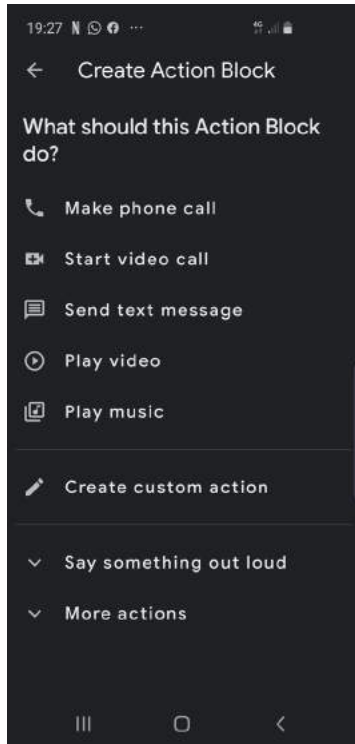 19:27 N ... 4G
Create Action Block
What should this Action Block
do?
Make phone call
Start video call
Send text message
Play video
Play music
Create custom action
Say something out loud
More actions